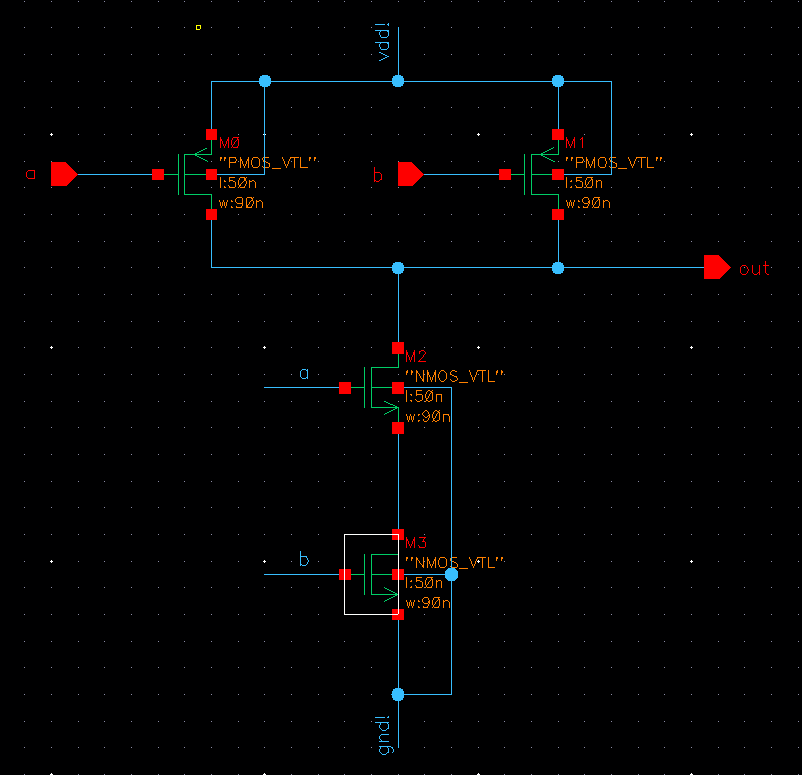 vdd!
M0
"PMOS_VTL"
a
l:50n
w:90n
M1
"PMOS_VTL"
b
l:50n
w:90n
out
M2
a
"NMOS_VTL"
l:50n
w:90n
M3
b
"NMOS_VTL"
l:50n
w:90n
gnd!